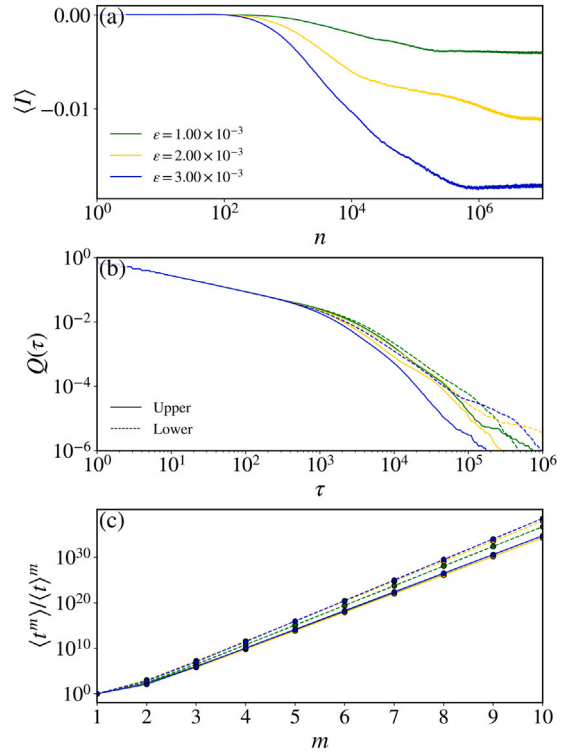 (a)
0.00
−0.01
⟨I⟩
ε = 1.00 × 10⁻³
ε = 2.00 × 10⁻³
ε = 3.00 × 10⁻³
10⁰ 10² 10⁴ 10⁶
n
(b)
10⁰
10⁻²
10⁻⁴
10⁻⁶
Q(τ)
Upper
Lower
10⁰ 10¹ 10² 10³ 10⁴ 10⁵ 10⁶
τ
(c)
10³⁰
10²⁰
10¹⁰
10⁰
⟨tᵐ⟩/⟨t⟩ᵐ
1 2 3 4 5 6 7 8 9 10
m